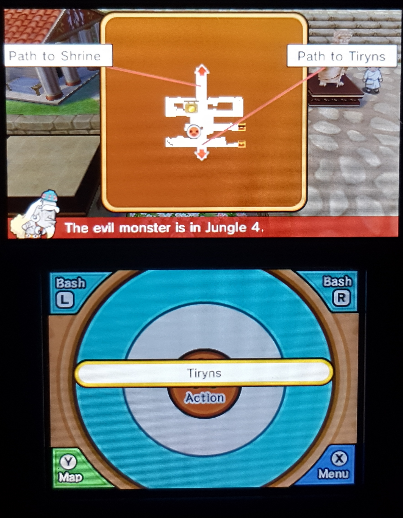 Path to Shrine
Path to Tiryns
The evil monster is in Jungle 4.
Bash
L
Bash
R
Tiryns
Action
Y
Map
X
Menu